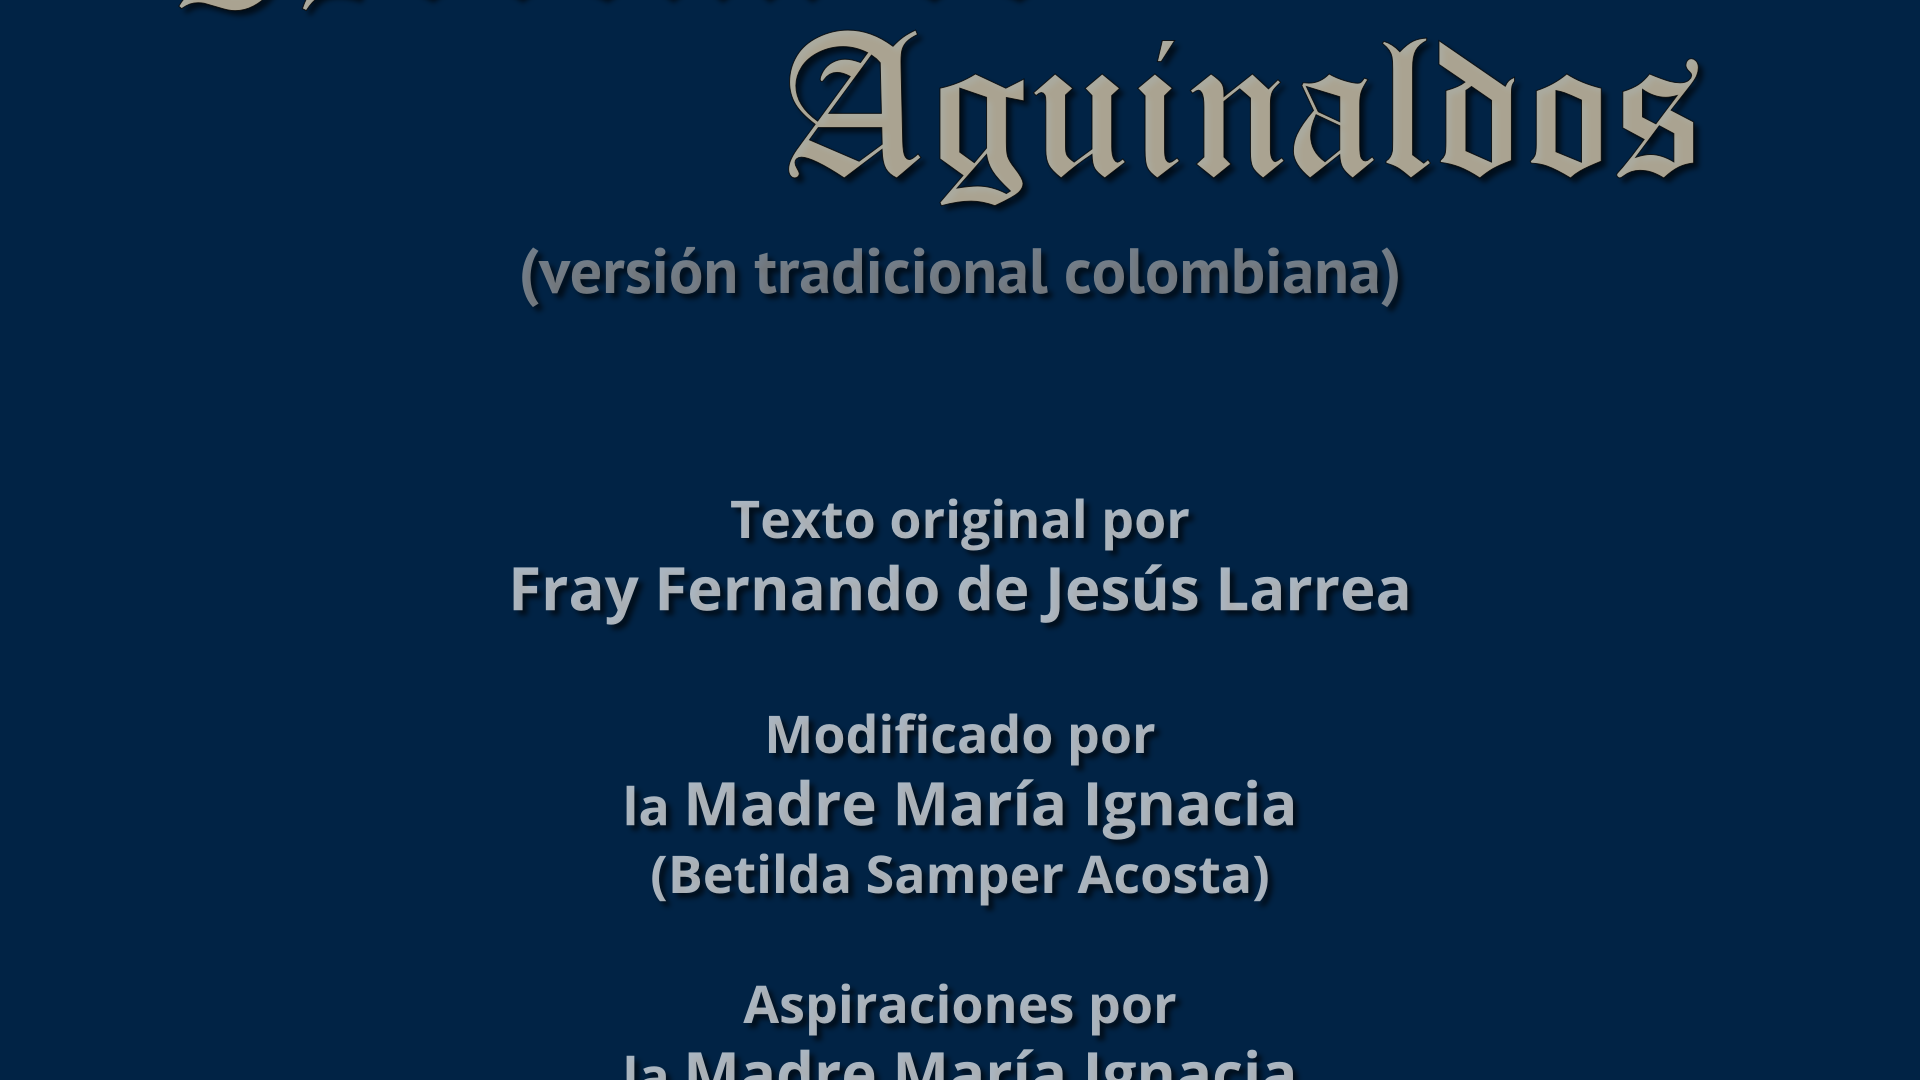 Aguinaldos
(versión tradicional colombiana)
Texto original por
Fray Fernando de Jesús Larrea
Modificado por
la Madre María Ignacia
(Betilda Samper Acosta)
Aspiraciones por
la Madre María Ignacia